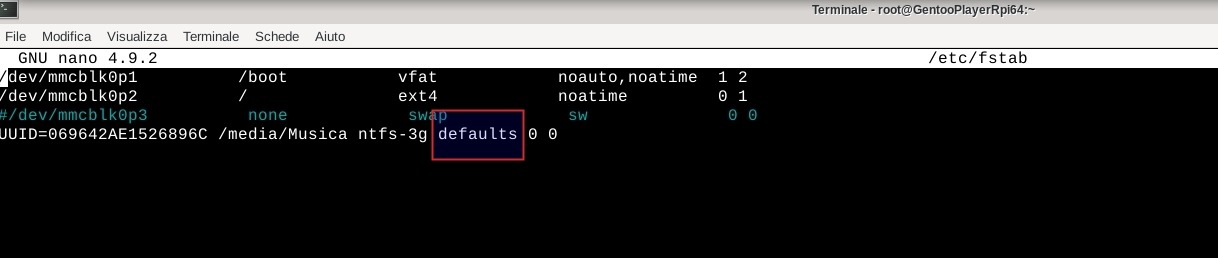 Terminale - root@GentooPlayerRpi64:~
File Modifica Visualizza Terminale Schede Aiuto
GNU nano 4.9.2 /etc/fstab
/dev/mmcblk0p1 /boot vfat noauto,noatime 1 2
/dev/mmcblk0p2 / ext4 noatime 0 1
#/dev/mmcblk0p3 none swap sw 0 0
UUID=069642AE1526896C /media/Musica ntfs-3g defaults 0 0